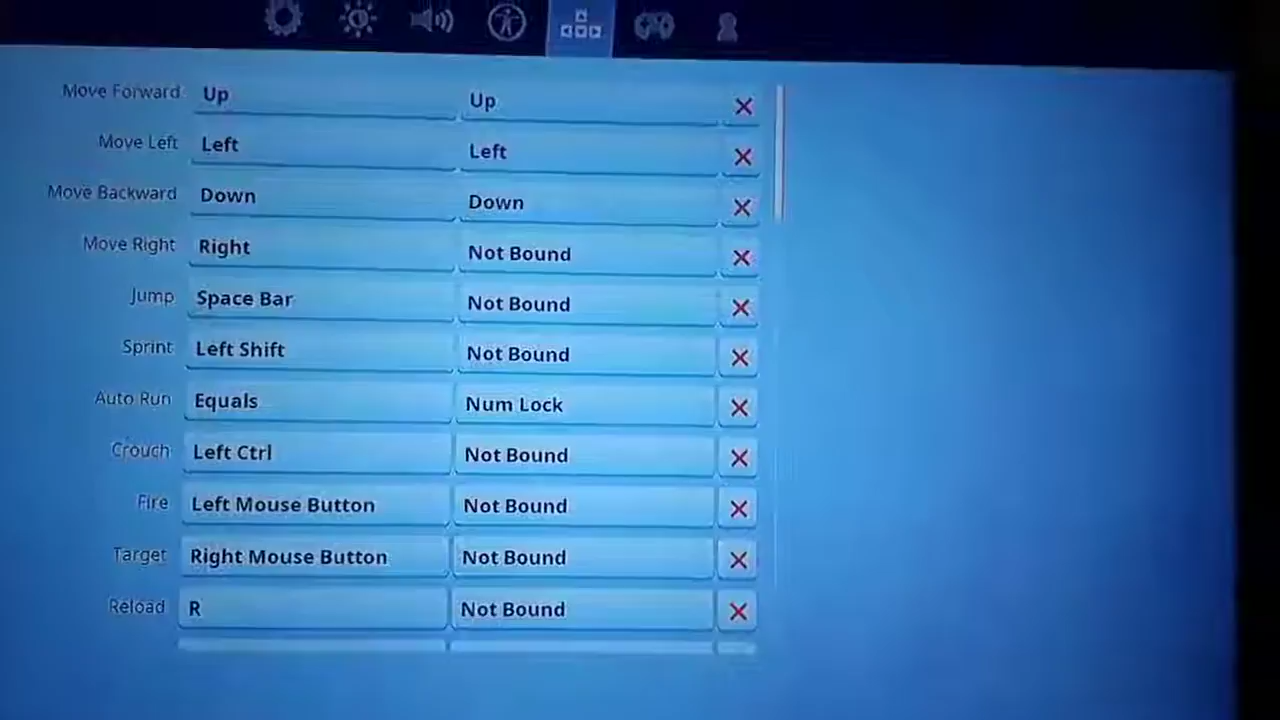 Move Forward Up Up
Move Left Left Left
Move Backward Down Down
Move Right Right Not Bound
Jump Space Bar Not Bound
Sprint Left Shift Not Bound
Auto Run Equals Num Lock
Crouch Left Ctrl Not Bound
Fire Left Mouse Button Not Bound
Target Right Mouse Button Not Bound
Reload R Not Bound